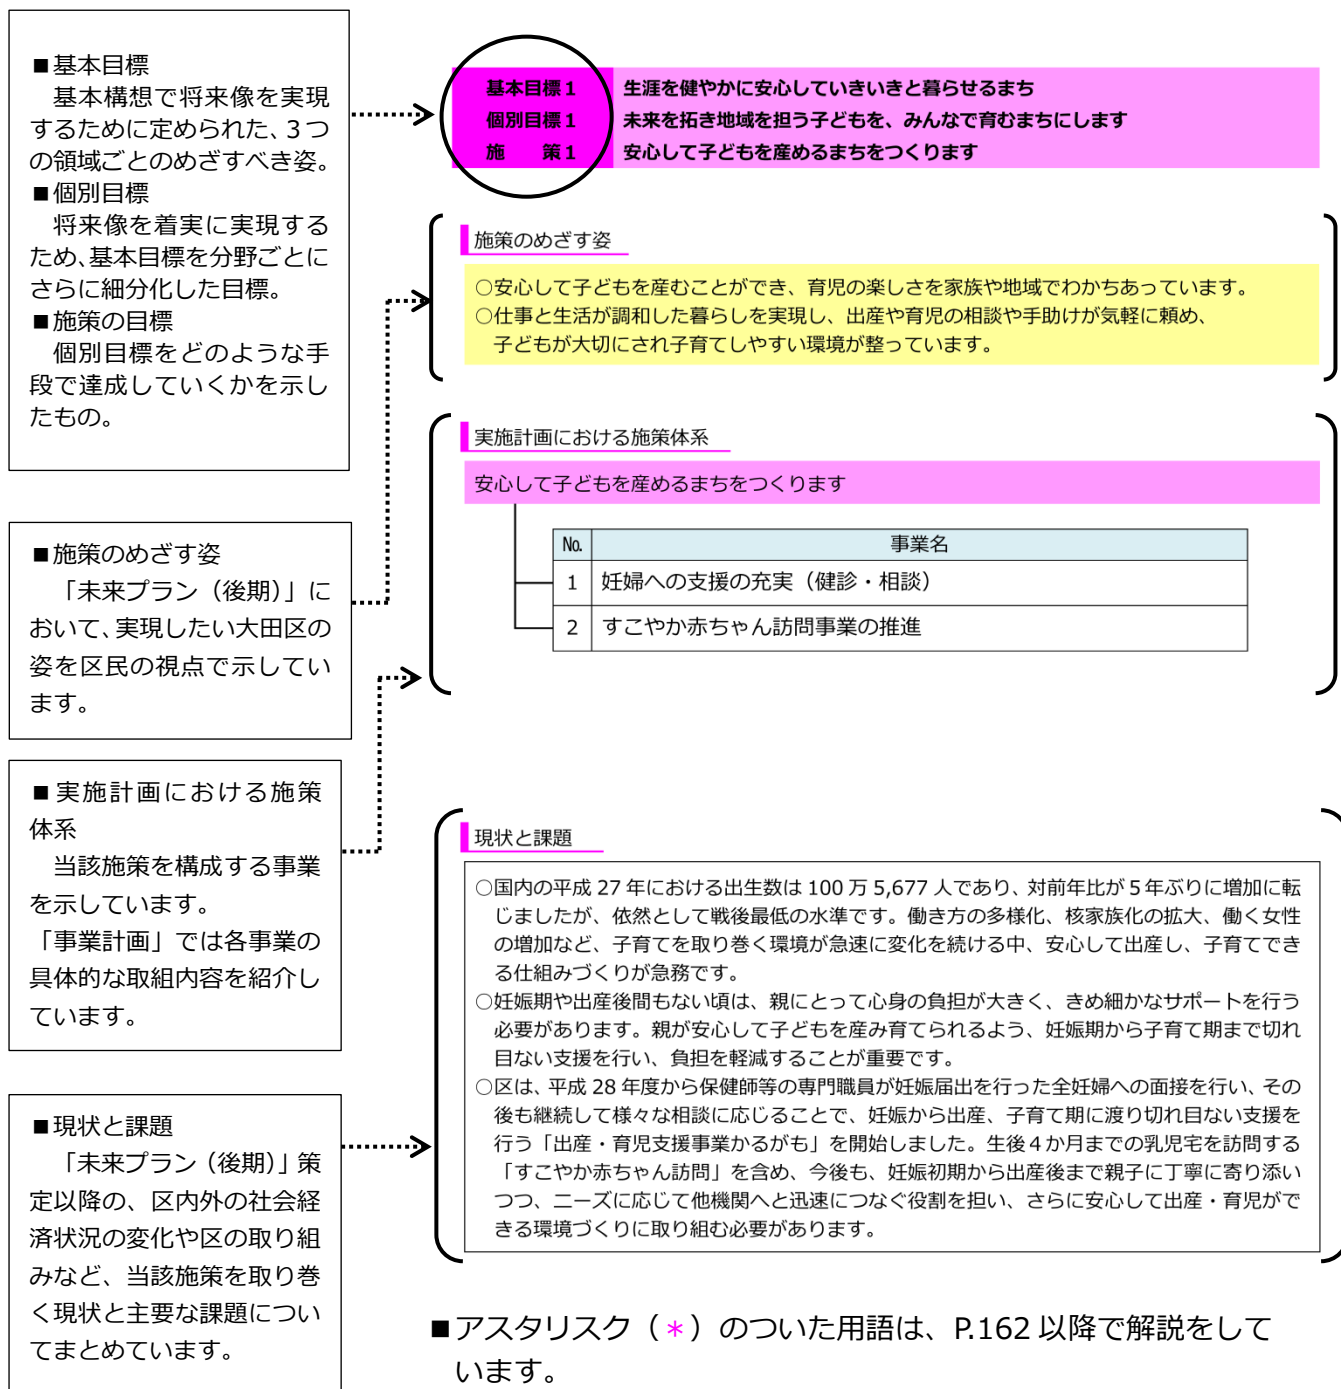 ■基本目標
基本構想で将来像を実現
するために定められた、3つ
の領域ごとのめざすべき姿。
■個別目標
将来像を着実に実現する
ため、基本目標を分野ごとに
さらに細分化した目標。
■施策の目標
個別目標をどのような手
段で達成していくかを示し
たもの。
基本目標1 生涯を健やかに安心していきいきと暮らせるまち
個別目標1 未来を拓き地域を担う子どもを、みんなで育むまちにします
施 策1 安心して子どもを産めるまちをつくります
■施策のめざす姿
「未来プラン（後期）」に
おいて、実現したい大田区の
姿を区民の視点で示してい
ます。
施策のめざす姿
○安心して子どもを産むことができ、育児の楽しさを家族や地域でわかちあっています。
○仕事と生活が調和した暮らしを実現し、出産や育児の相談や手助けが気軽に頼め、
子どもが大切にされ子育てしやすい環境が整っています。
■実施計画における施策
体系
当該施策を構成する事業
を示しています。
「事業計画」では各事業の
具体的な取組内容を紹介し
ています。
実施計画における施策体系
安心して子どもを産めるまちをつくります
No. 事業名
1 妊婦への支援の充実（健診・相談）
2 すこやか赤ちゃん訪問事業の推進
■現状と課題
「未来プラン（後期）」策
定以降の、区内外の社会経
済状況の変化や区の取り組
みなど、当該施策を取り巻
く現状と主要な課題につい
てまとめています。
現状と課題
○国内の平成 27 年における出生数は 100 万 5,677 人であり、対前年比が５年ぶりに増加に転
じましたが、依然として戦後最低の水準です。働き方の多様化、核家族化の拡大、働く女性
の増加など、子育てを取り巻く環境が急速に変化を続ける中、安心して出産し、子育てでき
る仕組みづくりが急務です。
○妊娠期や出産後間もない頃は、親にとって心身の負担が大きく、きめ細かなサポートを行う
必要があります。親が安心して子どもを産み育てられるよう、妊娠期から子育て期まで切れ
目ない支援を行い、負担を軽減することが重要です。
○区は、平成 28 年度から保健師等の専門職員が妊娠届出を行った全妊婦への面接を行い、その
後も継続して様々な相談に応じることで、妊娠から出産、子育て期に渡り切れ目ない支援を
行う「出産・育児支援事業かるがも」を開始しました。生後４か月までの乳児宅を訪問する
「すこやか赤ちゃん訪問」を含め、今後も、妊娠初期から出産後まで親子に丁寧に寄り添い
つつ、ニーズに応じて他機関へと迅速につなぐ役割を担い、さらに安心して出産・育児がで
きる環境づくりに取り組む必要があります。
■アスタリスク（＊）のついた用語は、P.162 以降で解説をして
います。